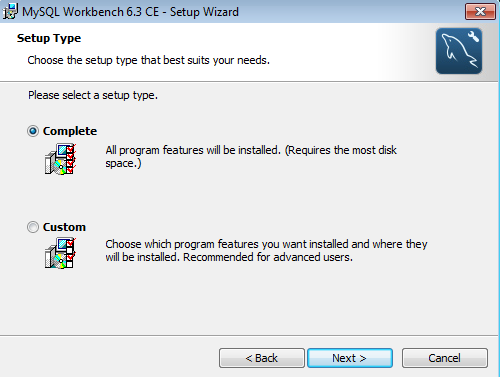 MySQL Workbench 6.3 CE - Setup Wizard
Setup Type
Choose the setup type that best suits your needs.
Please select a setup type.
Complete
All program features will be installed. (Requires the most disk
space.)
Custom
Choose which program features you want installed and where they
will be installed. Recommended for advanced users.
< Back
Next >
Cancel